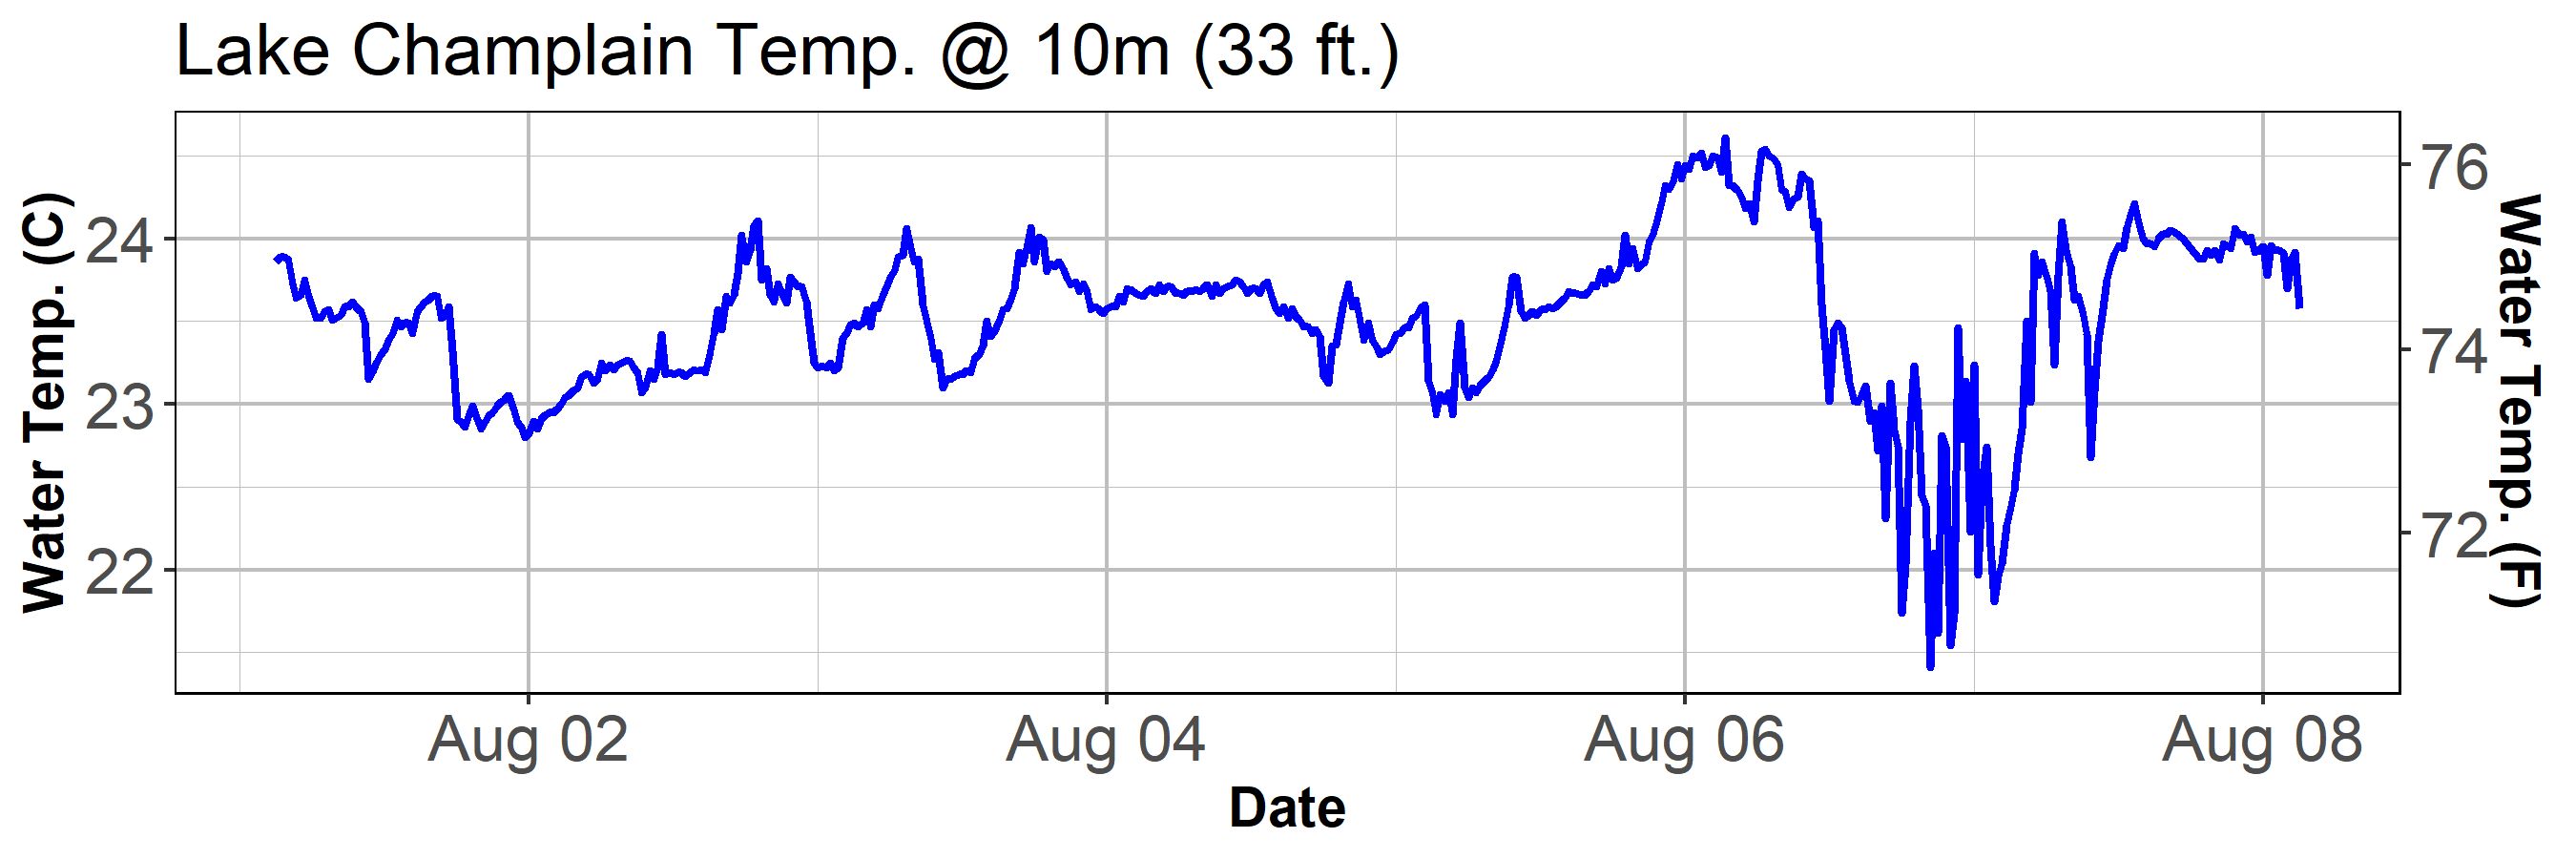 Lake Champlain Temp. @ 10m (33 ft.)
Water Temp. (C)
24
23
22
76
74
72
Water Temp. (F)
Aug 02 Aug 04 Aug 06 Aug 08
Date